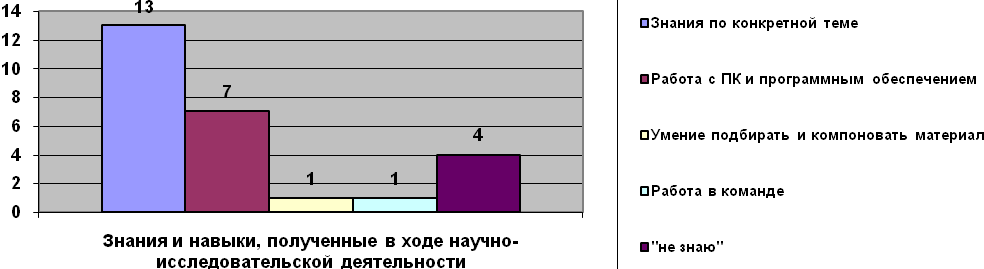 14
12
10
8
6
4
2
0
13
7
1
1
4
Знания и навыки, полученные в ходе научно-
исследовательской деятельности
Знания по конкретной теме
Работа с ПК и программным обеспечением
Умение подбирать и компоновать материал
Работа в команде
"не знаю"